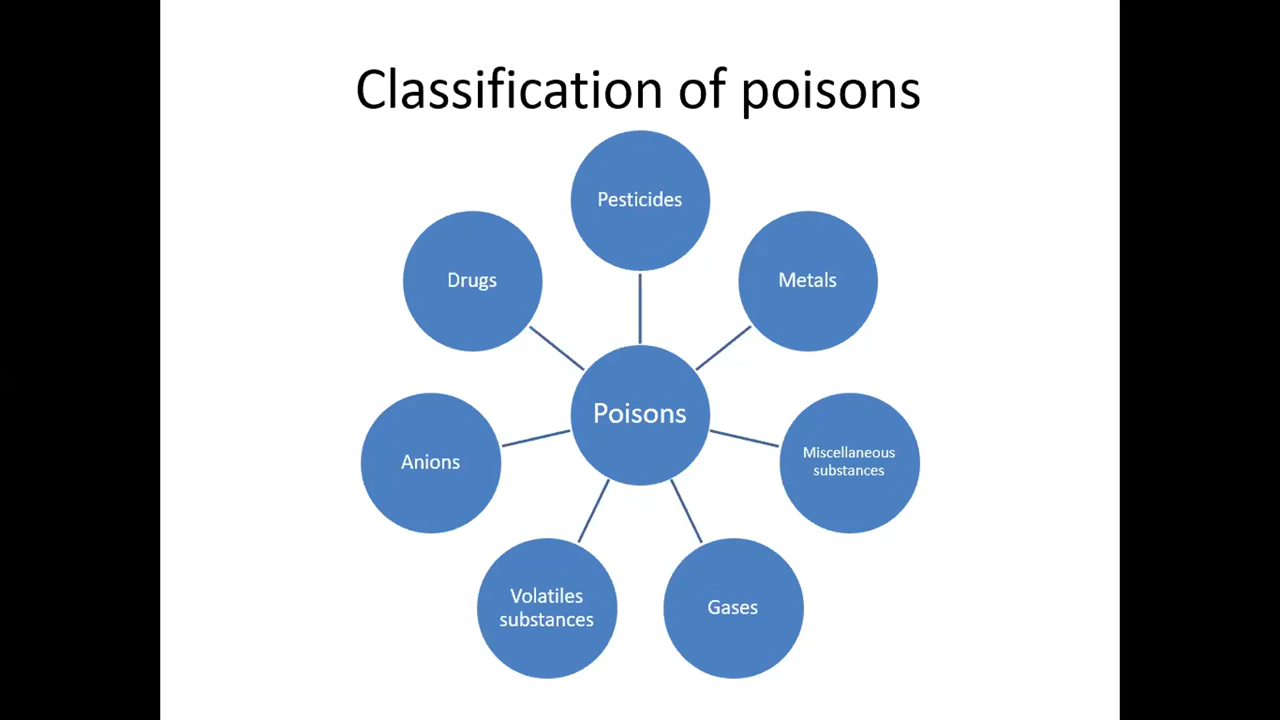 Classification of poisons
Pesticides
Drugs
Metals
Poisons
Anions
Miscellaneous
substances
Volatiles
substances
Gases